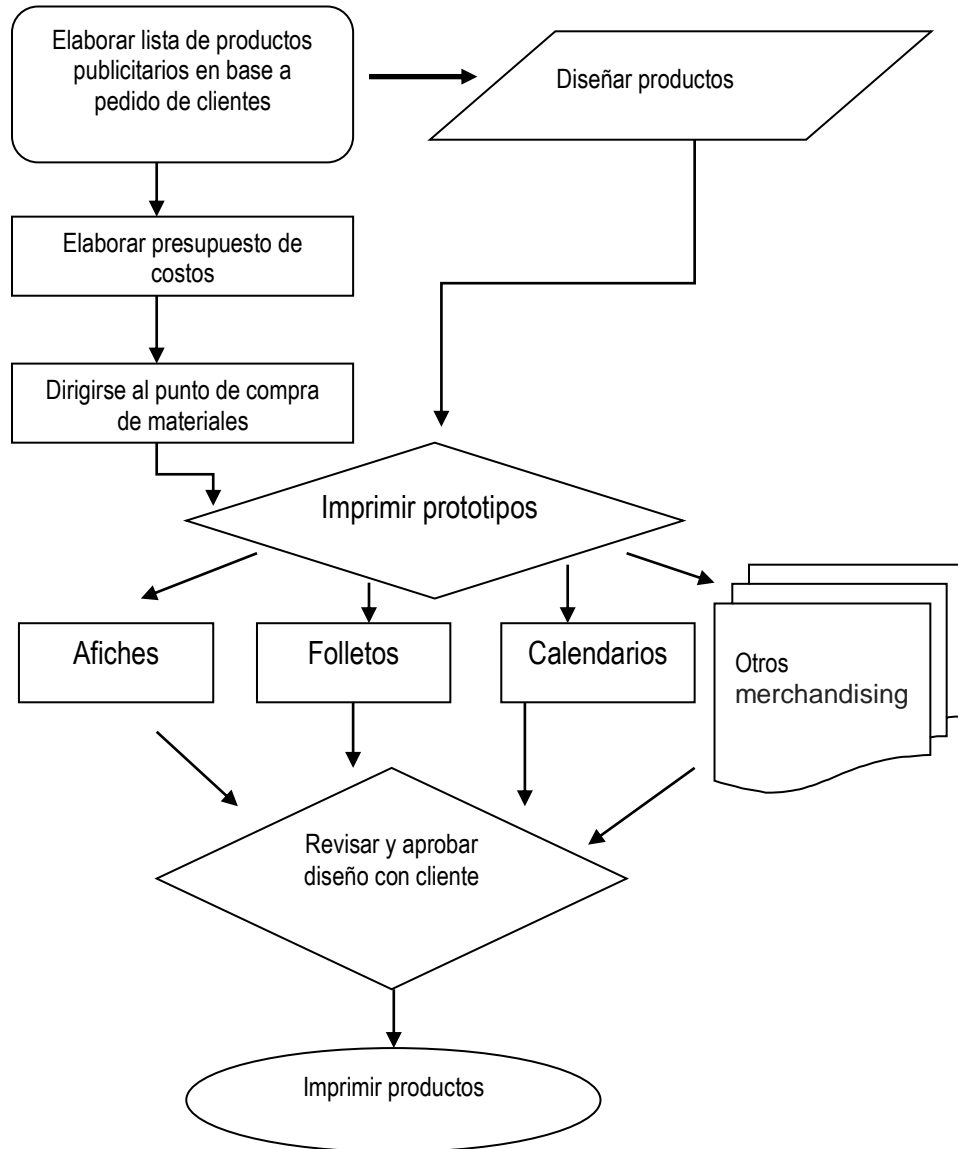 Elaborar lista de productos
publicitarios en base a
pedido de clientes
Diseñar productos
Elaborar presupuesto de
costos
Dirigirse al punto de compra
de materiales
Imprimir prototipos
Afiches
Folletos
Calendarios
Otros
merchandising
Revisar y aprobar
diseño con cliente
Imprimir productos